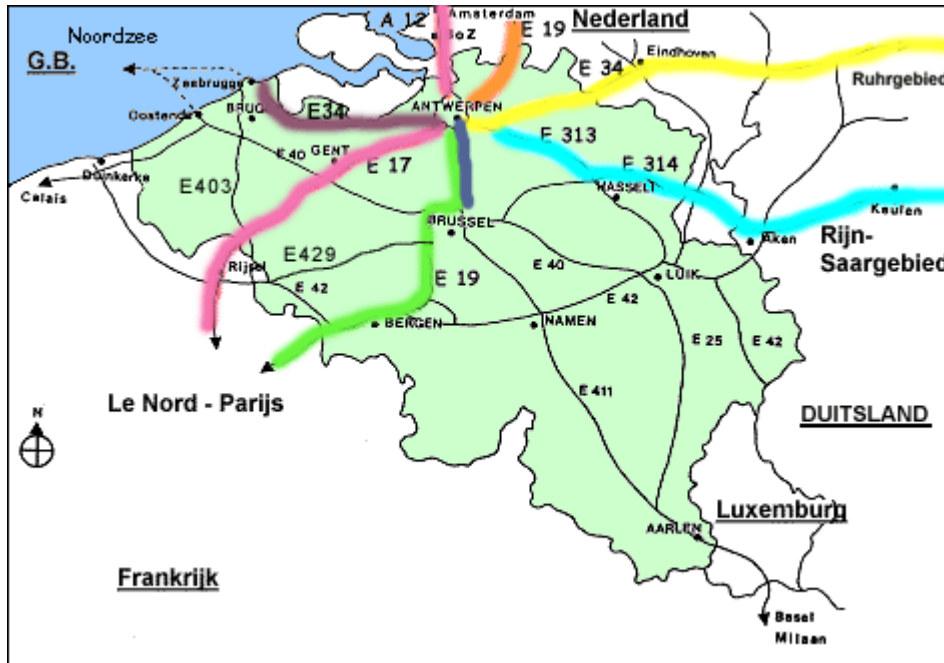 A 12
Amsterdam
BoZ
E 19
Nederland
Noordzee
G.B.
Eindhoven
E 34
Ruhrgebied
Zeebrugge
Oostende
BRUG
E34
ANTWERPEN
E 313
E 314
E 40
GENT
E 17
Duinkerke
Calais
E403
HASSELT
Keulen
BRUSSEL
Aken
Rijn-
Saargebied
E429
Rijsel
E 19
E 40
LUIK
E 42
E 42
BERGEN
NAMEN
E 25
E 42
E 411
Le Nord - Parijs
N
DUITSLAND
Luxemburg
AARLEN
Frankrijk
Basel
Milaan